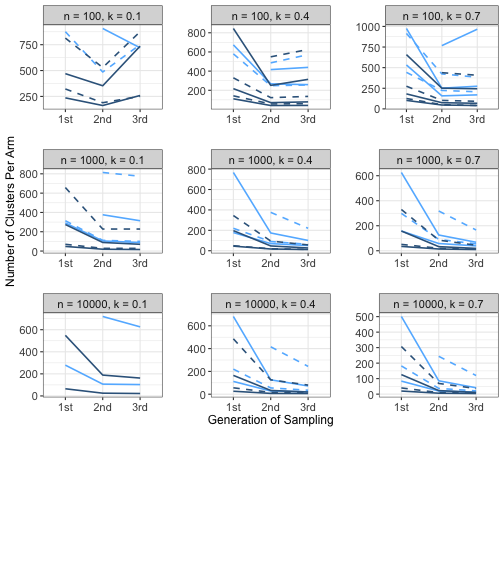 n = 100, k = 0.1
n = 100, k = 0.4
n = 100, k = 0.7
750
500
250
1st 2nd 3rd
800
600
400
200
1st 2nd 3rd
1000
750
500
250
0
1st 2nd 3rd
Number of Clusters Per Arm
n = 1000, k = 0.1
n = 1000, k = 0.4
n = 1000, k = 0.7
800
600
400
200
0
1st 2nd 3rd
800
600
400
200
0
1st 2nd 3rd
600
400
200
0
1st 2nd 3rd
n = 10000, k = 0.1
n = 10000, k = 0.4
n = 10000, k = 0.7
600
400
200
0
1st 2nd 3rd
600
400
200
0
1st 2nd 3rd
500
400
300
200
100
0
1st 2nd 3rd
Generation of Sampling